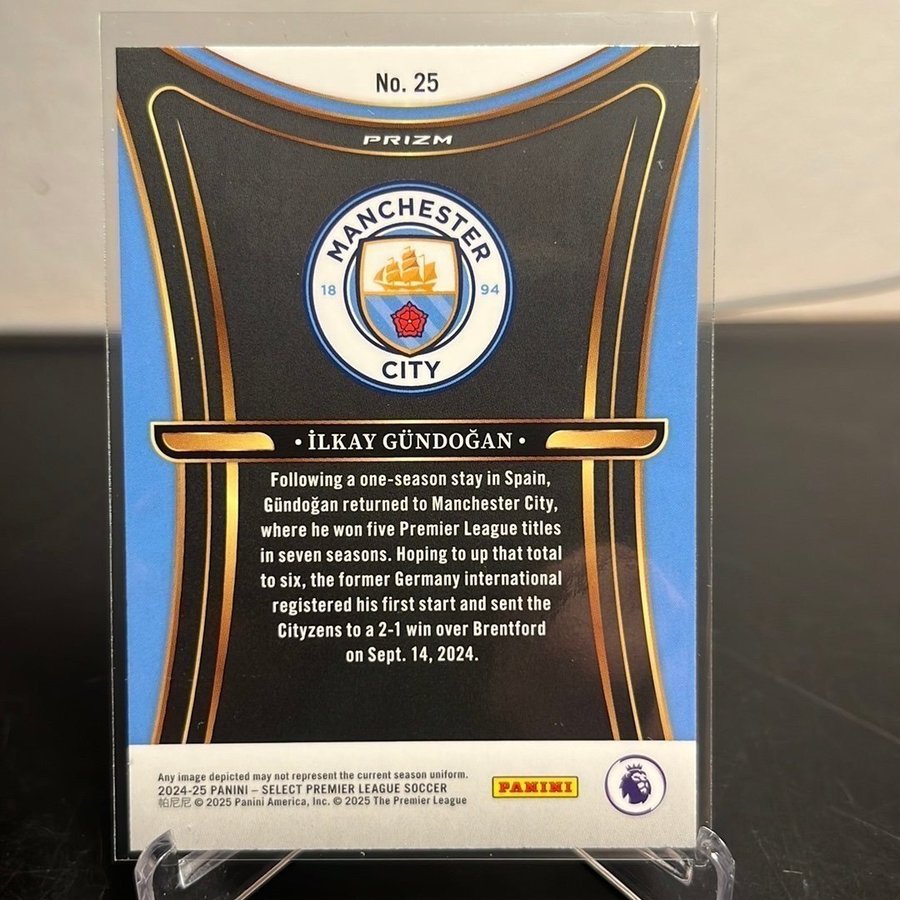 No. 25
PRIZM
MANCHESTER
18 94
CITY
• İLKAY GÜNDOĞAN •
Following a one-season stay in Spain,
Gündoğan returned to Manchester City,
where he won five Premier League titles
in seven seasons. Hoping to up that total
to six, the former Germany international
registered his first start and sent the
Cityzens to a 2-1 win over Brentford
on Sept. 14, 2024.
Any image depicted may not represent the current season uniform.
2024-25 PANINI – SELECT PREMIER LEAGUE SOCCER
帕尼尼 © 2025 Panini America, Inc. © 2025 The Premier League
PANINI